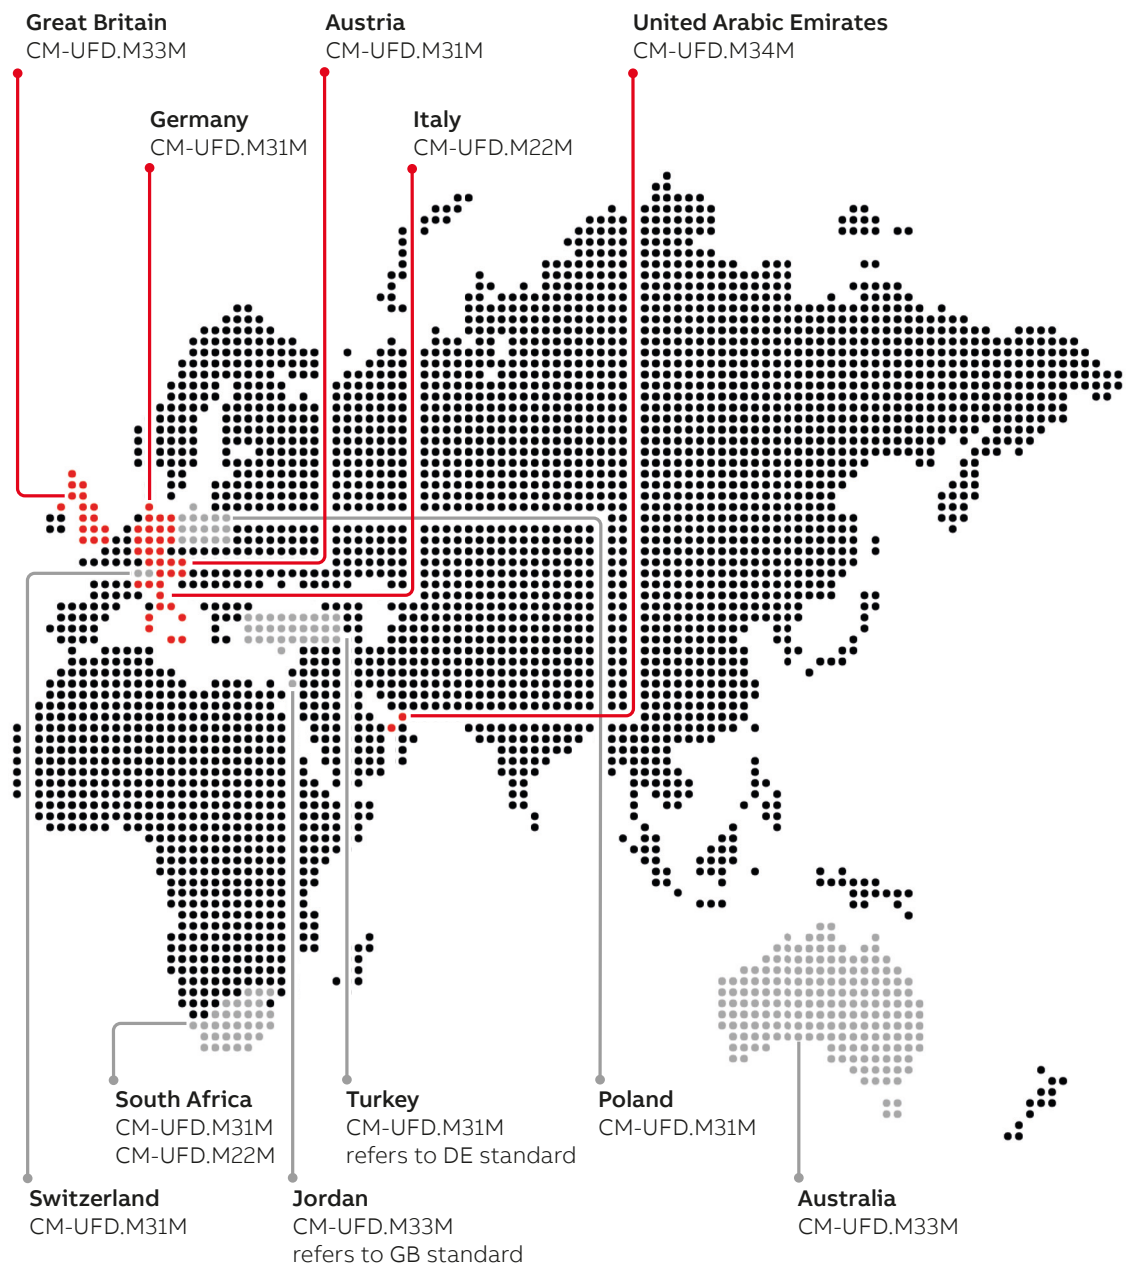 Great Britain
CM-UFD.M33M
Austria
CM-UFD.M31M
United Arabic Emirates
CM-UFD.M34M
Germany
CM-UFD.M31M
Italy
CM-UFD.M22M
South Africa
CM-UFD.M31M
CM-UFD.M22M
Turkey
CM-UFD.M31M
refers to DE standard
Poland
CM-UFD.M31M
Switzerland
CM-UFD.M31M
Jordan
CM-UFD.M33M
refers to GB standard
Australia
CM-UFD.M33M